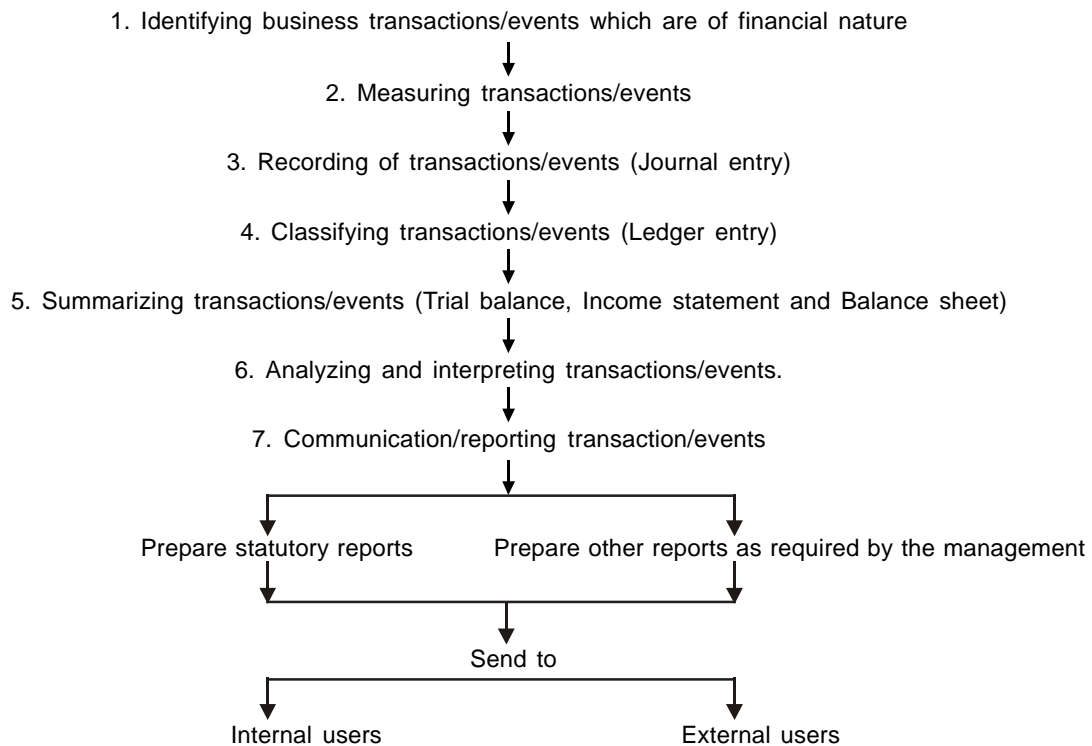 1. Identifying business transactions/events which are of financial nature
2. Measuring transactions/events
3. Recording of transactions/events (Journal entry)
4. Classifying transactions/events (Ledger entry)
5. Summarizing transactions/events (Trial balance, Income statement and Balance sheet)
6. Analyzing and interpreting transactions/events.
7. Communication/reporting transaction/events
Prepare statutory reports Prepare other reports as required by the management
Send to
Internal users External users